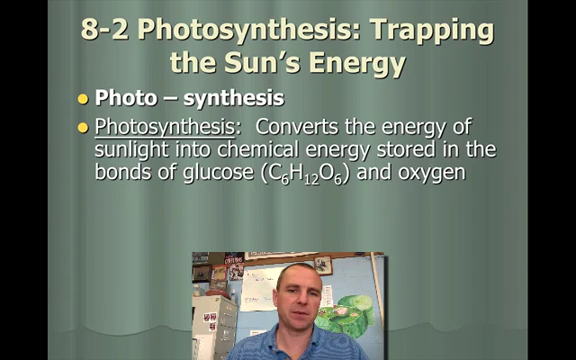 8-2 Photosynthesis: Trapping
the Sun's Energy
Photo – synthesis
Photosynthesis: Converts the energy of
sunlight into chemical energy stored in the
bonds of glucose (C₆H₁₂O₆) and oxygen